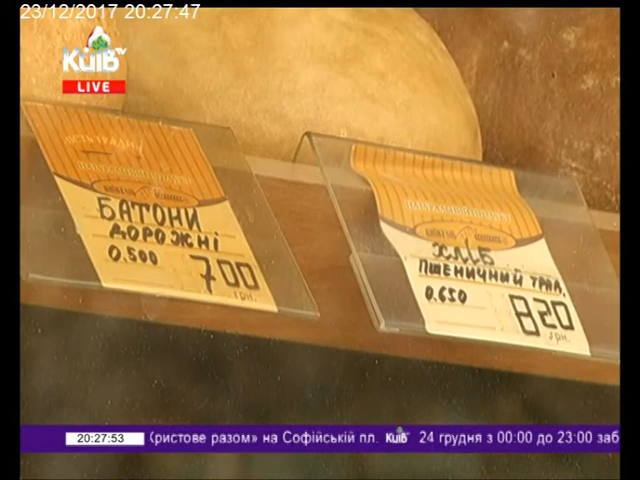 23/12/2017 20:27:47
КиївTV
LIVE
БАТОНИ
ДОРОЖНІ
0.500
7 00
грн.
ХЛІБ
ПШЕНИЧНИЙ ТРАД.
0.650
8 20
грн.
20:27:53
Христове разом» на Софійській пл. Київ 24 грудня з 00:00 до 23:00 заб